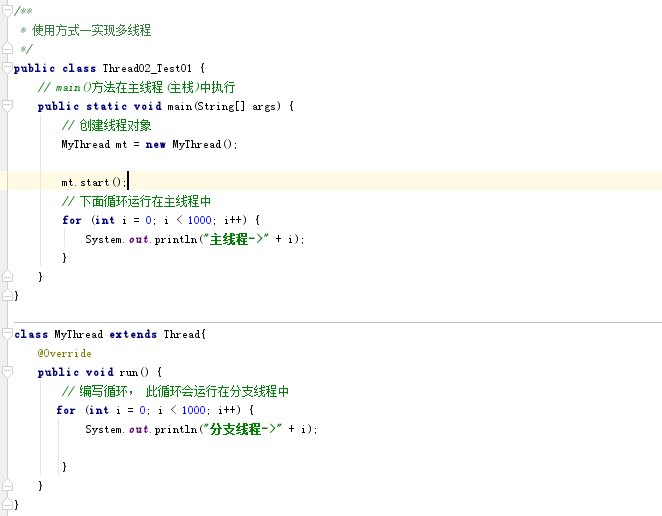 /**
 * 使用方式一实现多线程
 */
public class Thread02_Test01 {
    // main()方法在主线程(主栈)中执行
    public static void main(String[] args) {
        // 创建线程对象
        MyThread mt = new MyThread();
        mt.start();
        // 下面循环运行在主线程中
        for (int i = 0; i < 1000; i++) {
            System.out.println("主线程->" + i);
        }
    }
}
class MyThread extends Thread{
    @Override
    public void run() {
        // 编写循环， 此循环会运行在分支线程中
       for (int i = 0; i < 1000; i++) {
            System.out.println("分支线程->" + i);
        }
    }
}